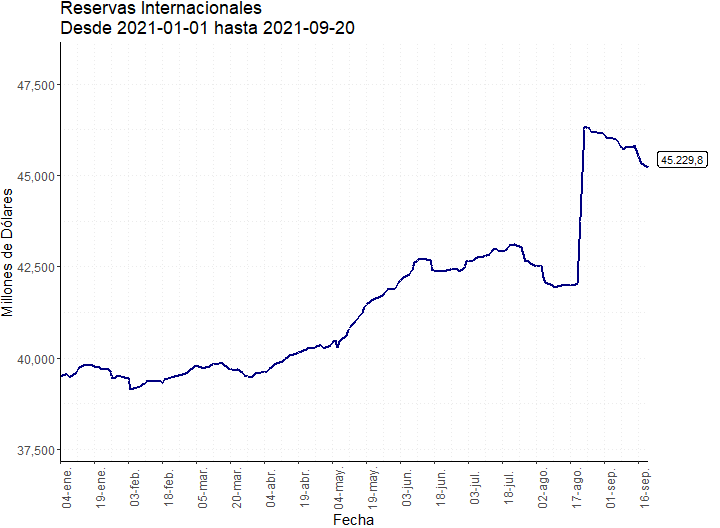 Reservas Internacionales
Desde 2021-01-01 hasta 2021-09-20
47,500
45,000
42,500
40,000
37,500
Millones de Dólares
45.229,8
04-ene.
19-ene.
03-feb.
18-feb.
05-mar.
20-mar.
04-abr.
19-abr.
04-may.
19-may.
03-jun.
18-jun.
03-jul.
18-jul.
02-ago.
17-ago.
01-sep.
16-sep.
Fecha